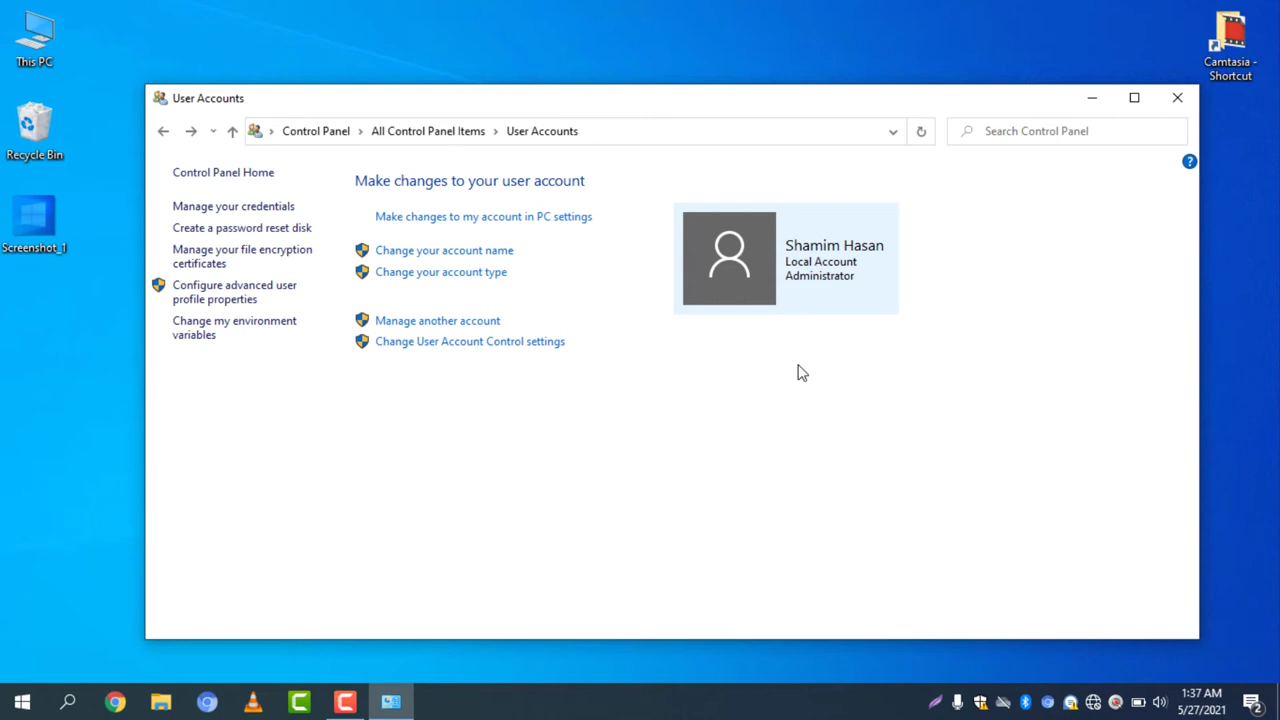 This PC
Recycle Bin
Screenshot_1
Camtasia -
Shortcut
User Accounts
Control Panel
All Control Panel Items
User Accounts
Search Control Panel
Control Panel Home
Manage your credentials
Create a password reset disk
Manage your file encryption
certificates
Configure advanced user
profile properties
Change my environment
variables
Make changes to your user account
Make changes to my account in PC settings
Change your account name
Change your account type
Manage another account
Change User Account Control settings
Shamim Hasan
Local Account
Administrator
1:37 AM
5/27/2021
2